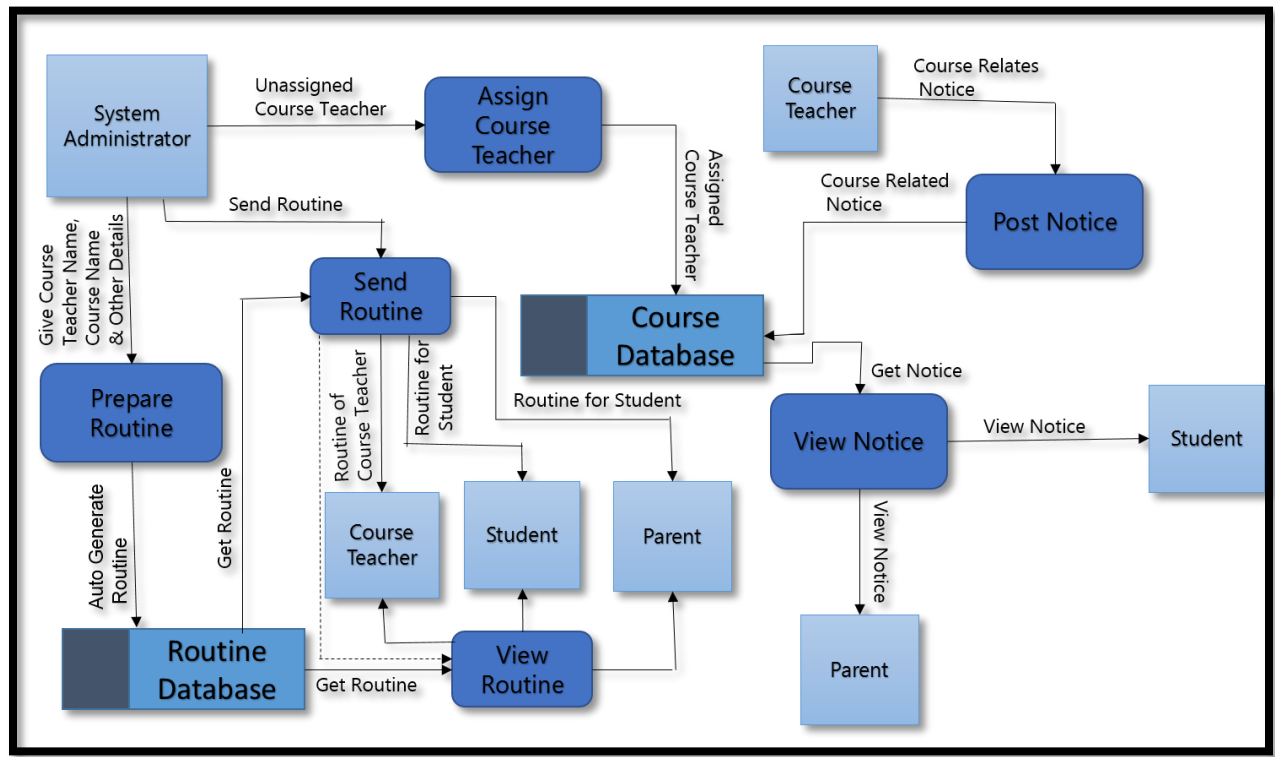 System
Administrator
Unassigned
Course Teacher
Assign
Course
Teacher
Course
Teacher
Course Relates
Notice
Assigned
Course Teacher
Course Related
Notice
Post Notice
Send Routine
Give Course
Teacher Name,
Course Name
& Other Details
Send
Routine
Course
Database
Prepare
Routine
Get Routine
Routine of
Course Teacher
Routine for
Student
Routine for Student
Get Notice
View Notice
View Notice
Student
Auto Generate
Routine
Course
Teacher
Student
Parent
View Notice
Routine
Database
Get Routine
View
Routine
Parent